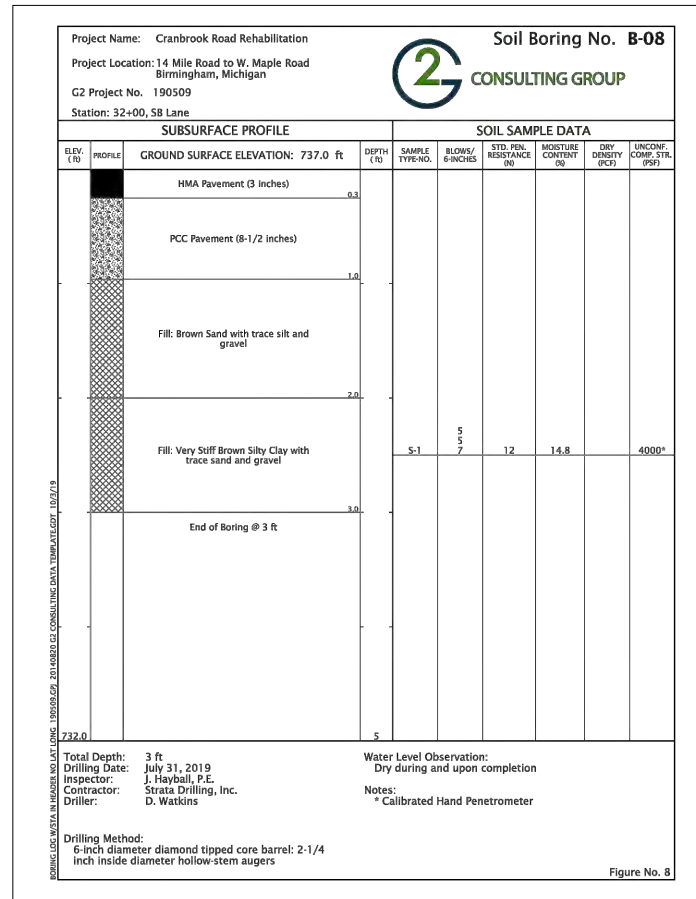 Project Name: Cranbrook Road Rehabilitation
Project Location: 14 Mile Road to W. Maple Road
Birmingham, Michigan
G2 Project No. 190509
Station: 32+00, SB Lane
Soil Boring No. B-08
G2 CONSULTING GROUP
SUBSURFACE PROFILE
SOIL SAMPLE DATA
ELEV.
( ft)
PROFILE
GROUND SURFACE ELEVATION: 737.0 ft
DEPTH
( ft)
SAMPLE
TYPE-NO.
BLOWS/
6-INCHES
STD. PEN.
RESISTANCE
(N)
MOISTURE
CONTENT
(%)
DRY
DENSITY
(PCF)
UNCONF.
COMP. STR.
(PSF)
HMA Pavement (3 inches)
0.3
PCC Pavement (8-1/2 inches)
1.0
Fill: Brown Sand with trace silt and
gravel
2.0
Fill: Very Stiff Brown Silty Clay with
trace sand and gravel
S-1
5
5
7
12
14.8
4000*
3.0
End of Boring @ 3 ft
732.0
5
Total Depth: 3 ft
Drilling Date: July 31, 2019
Inspector: J. Hayball, P.E.
Contractor: Strata Drilling, Inc.
Driller: D. Watkins
Drilling Method:
6-inch diameter diamond tipped core barrel: 2-1/4
inch inside diameter hollow-stem augers
Water Level Observation:
Dry during and upon completion
Notes:
* Calibrated Hand Penetrometer
Figure No. 8
BORING LOG W/STA IN HEADER NO LAT LONG 190509.GPJ 20140820 G2 CONSULTING DATA TEMPLATE.GDT 10/3/19